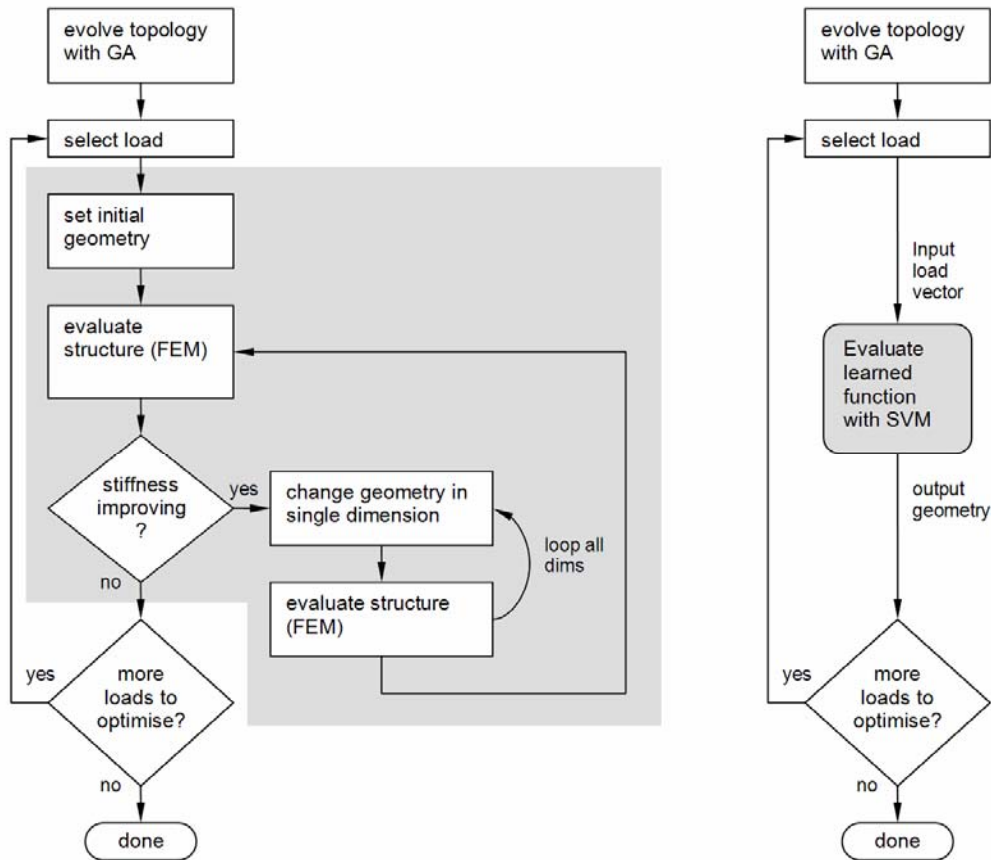 evolve topology
with GA
select load
set initial
geometry
evaluate
structure (FEM)
stiffness
improving
?
yes
no
change geometry in
single dimension
loop all
dims
evaluate structure
(FEM)
yes
more
loads to
optimise?
no
done
evolve topology
with GA
select load
Input
load
vector
Evaluate
learned
function
with SVM
output
geometry
yes
more
loads to
optimise?
no
done